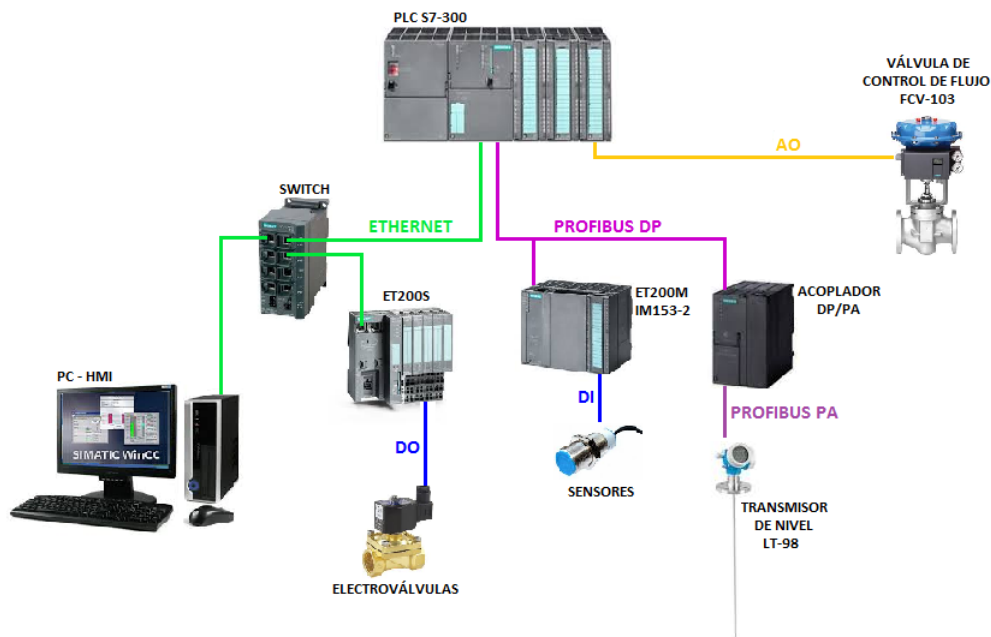 PLC S7-300
VÁLVULA DE
CONTROL DE FLUJO
FCV-103
AO
SWITCH
ETHERNET
PROFIBUS DP
ET200S
ET200M
IM153-2
ACOPLADOR
DP/PA
PC - HMI
SIMATIC WinCC
DO
DI
PROFIBUS PA
SENSORES
TRANSMISOR
DE NIVEL
LT-98
ELECTROVÁLVULAS